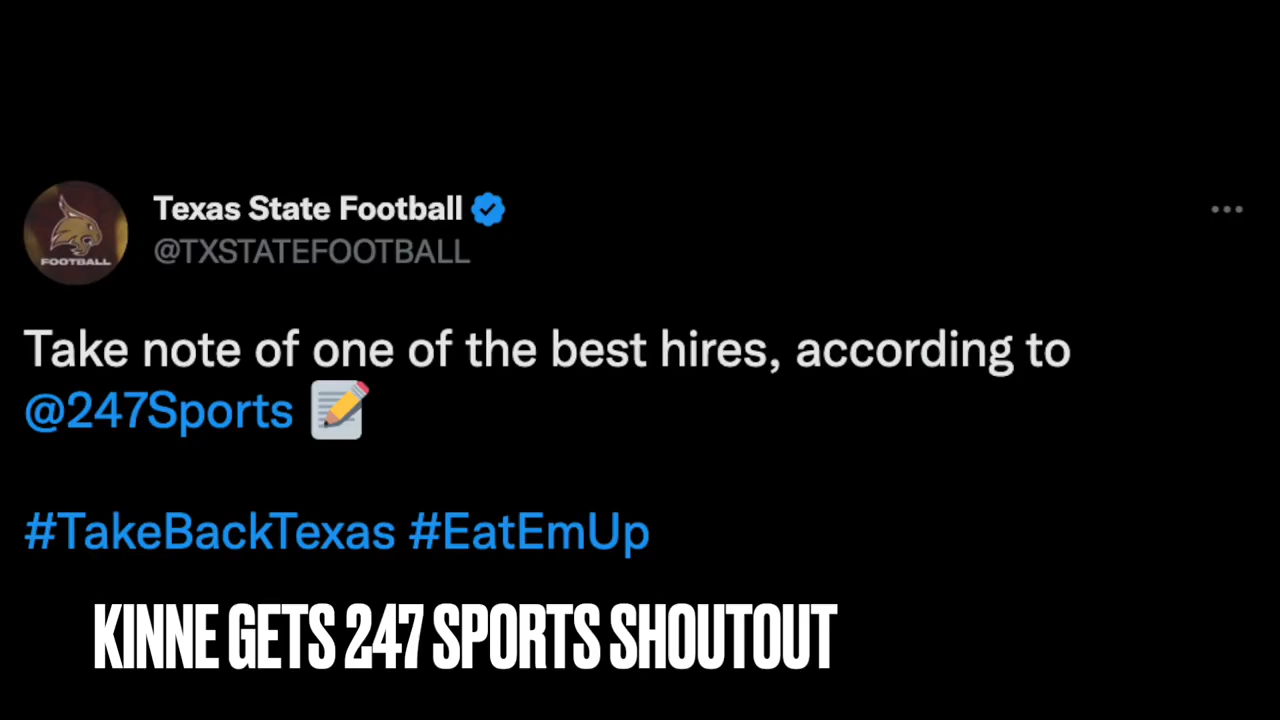 FOOTBALL
Texas State Football
@TXSTATEFOOTBALL
Take note of one of the best hires, according to
@247Sports 📝
#TakeBackTexas #EatEmUp
KINNE GETS 247 SPORTS SHOUTOUT